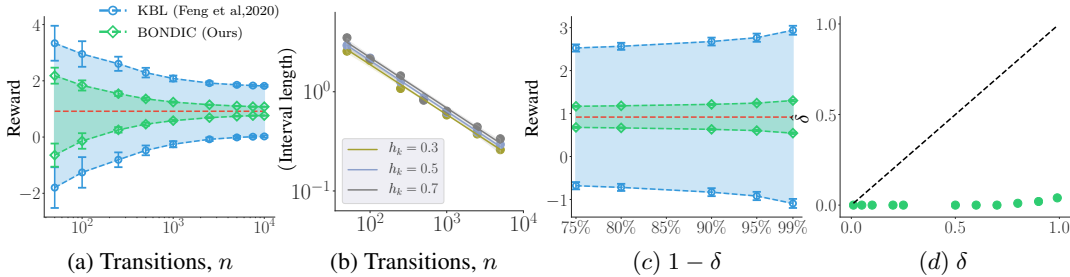 KBL (Feng et al,2020)
BONDIC (Ours)
Reward
4
2
0
−2
10² 10³ 10⁴
(a) Transitions, n
(Interval length)
10⁰
10⁻¹
h_k = 0.3
h_k = 0.5
h_k = 0.7
10² 10³ 10⁴
(b) Transitions, n
Reward
3
2
1
0
−1
75% 80% 90% 95% 99%
(c) 1 − δ
δ̂
1.0
0.5
0.0
0.0 0.5 1.0
(d) δ